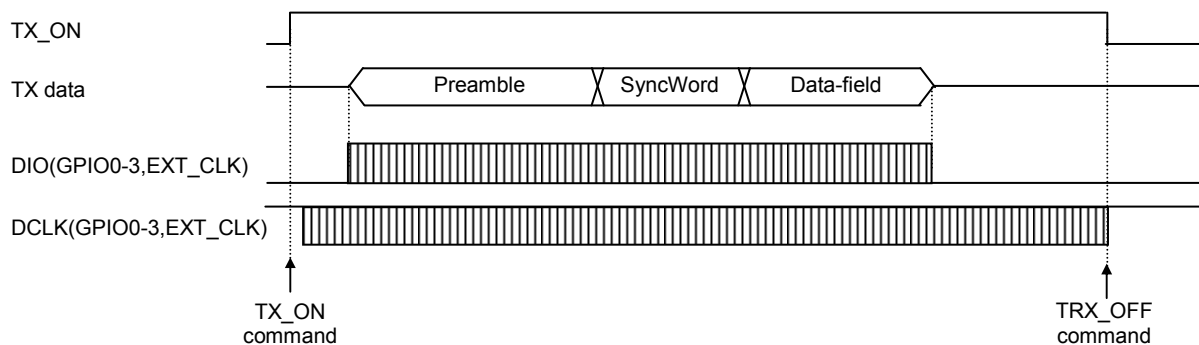 TX_ON
TX data
Preamble
SyncWord
Data-field
DIO(GPIO0-3,EXT_CLK)
DCLK(GPIO0-3,EXT_CLK)
TX_ON
command
TRX_OFF
command